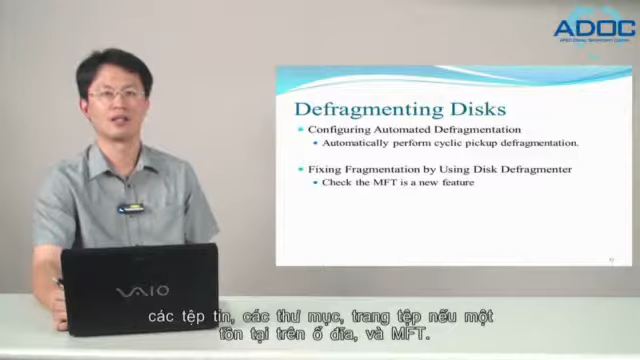 ADOC
Defragmenting Disks
Configuring Automated Defragmentation
Automatically perform cyclic pickup defragmentation.
Fixing Fragmentation by Using Disk Defragmenter
Check the MFT is a new feature
VAIO
các tệp tin, các thư mục, trang tệp nếu một
tồn tại trên ổ đĩa, và MFT.